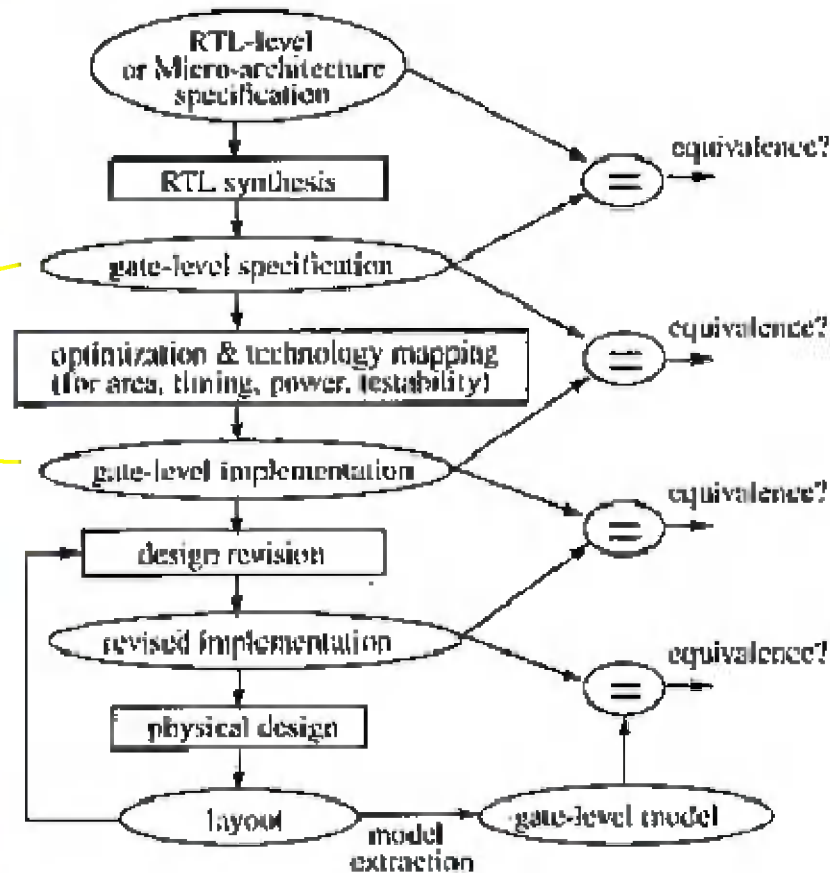 RTL-level
or Micro-architecture
specification
equivalence?
=
RTL synthesis
gate-level specification
equivalence?
=
optimization & technology mapping
(for area, timing, power, testability)
gate-level implementation
equivalence?
=
design revision
revised implementation
equivalence?
=
physical design
layout
gate-level model
model
extraction